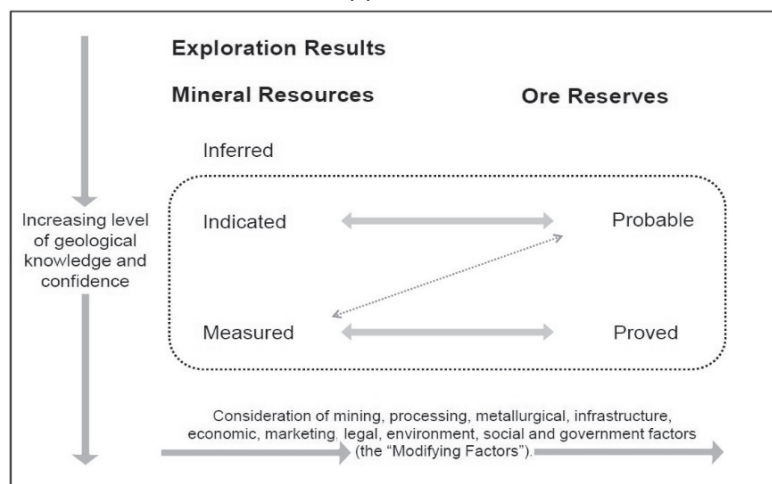 Exploration Results
Mineral Resources
Ore Reserves
Inferred
Indicated
Probable
Measured
Proved
Increasing level
of geological
knowledge and
confidence
Consideration of mining, processing, metallurgical, infrastructure,
economic, marketing, legal, environment, social and government factors
(the “Modifying Factors”).